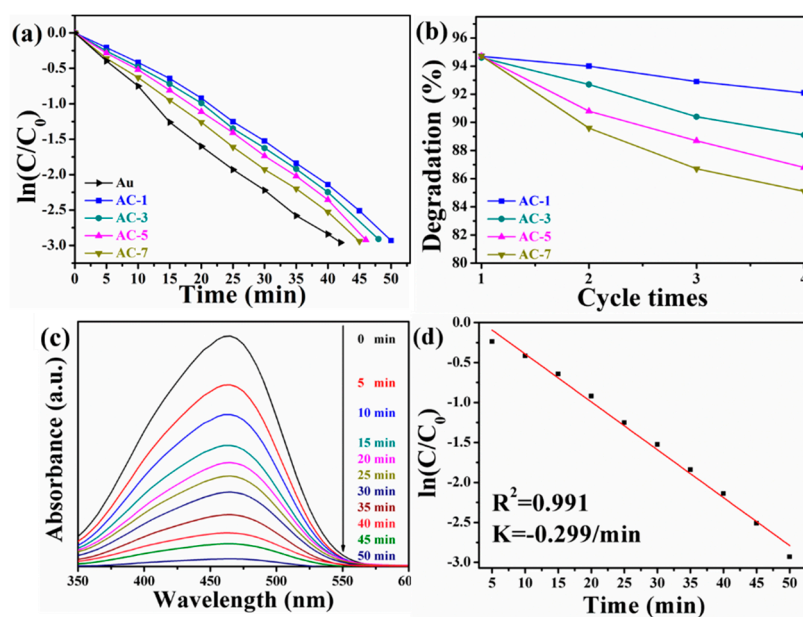 (a)
0.0
-0.5
-1.0
-1.5
-2.0
-2.5
-3.0
ln(C/C0)
Au
AC-1
AC-3
AC-5
AC-7
0 5 10 15 20 25 30 35 40 45 50
Time (min)
(b)
96
94
92
90
88
86
84
82
80
Degradation (%)
AC-1
AC-3
AC-5
AC-7
1 2 3 4
Cycle times
(c)
Absorbance (a.u.)
0 min
5 min
10 min
15 min
20 min
25 min
30 min
35 min
40 min
45 min
50 min
350 400 450 500 550 60
Wavelength (nm)
(d)
0.0
-0.5
-1.0
-1.5
-2.0
-2.5
-3.0
ln(C/C0)
R2=0.991
K=-0.299/min
5 10 15 20 25 30 35 40 45 50
Time (min)